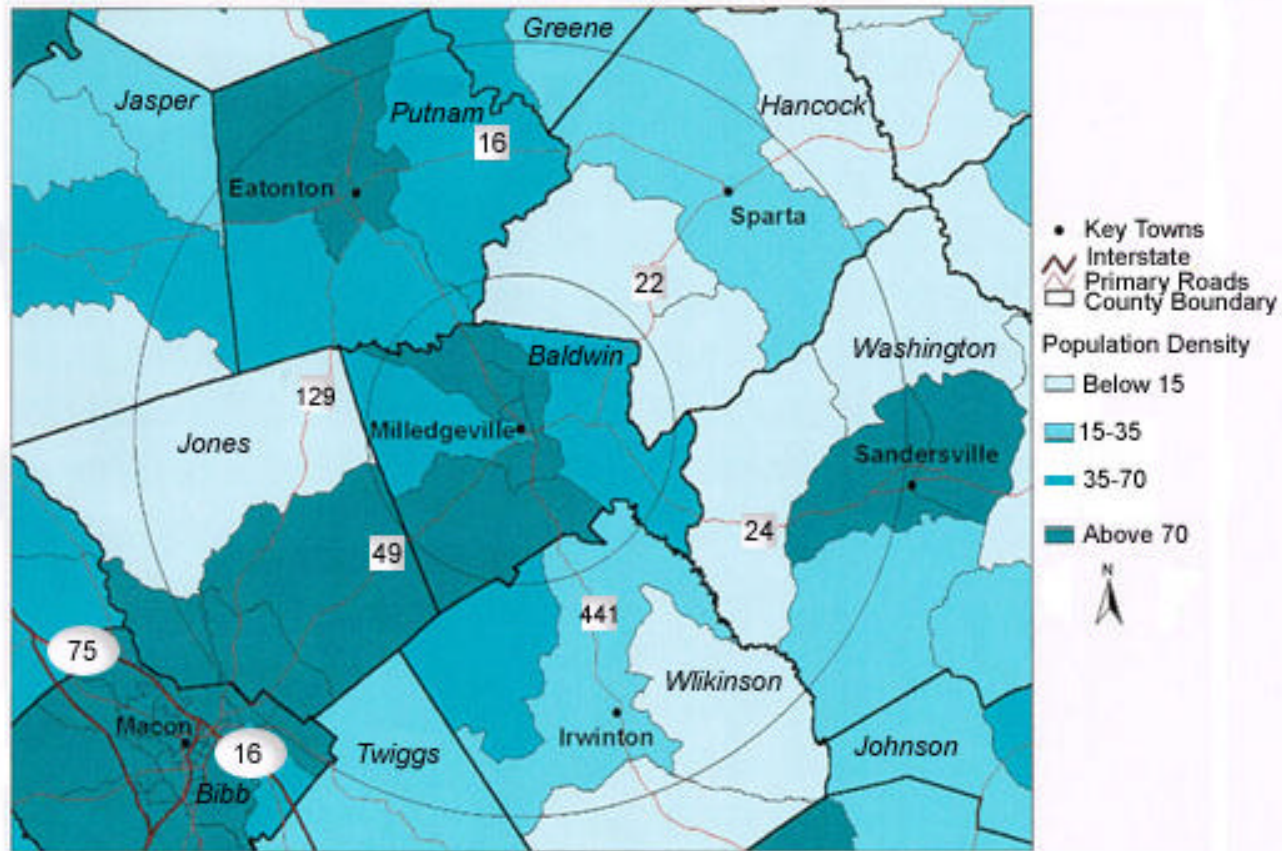 Greene
Jasper
Putnam
Hancock
16
Eatonton
Sparta
22
Baldwin
Washington
129
Jones
Milledgeville
Sandersville
49
24
441
75
Wlikinson
Macon
16
Irwinton
Twiggs
Johnson
Bibb
Key Towns
Interstate
Primary Roads
County Boundary
Population Density
Below 15
15-35
35-70
Above 70
N